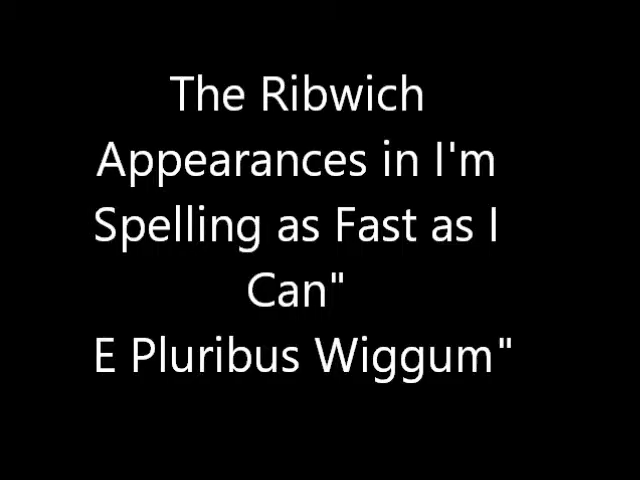 The Ribwich
Appearances in I'm
Spelling as Fast as I
Can"
E Pluribus Wiggum"